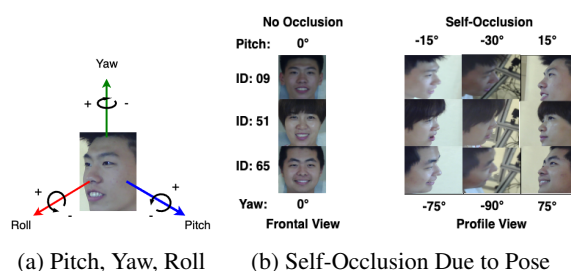 Yaw
+ -
+
-
+
-
Roll
Pitch
(a) Pitch, Yaw, Roll
No Occlusion
Self-Occlusion
Pitch: 0°
-15° -30° 15°
ID: 09
ID: 51
ID: 65
Yaw: 0°
-75° -90° 75°
Frontal View
Profile View
(b) Self-Occlusion Due to Pose